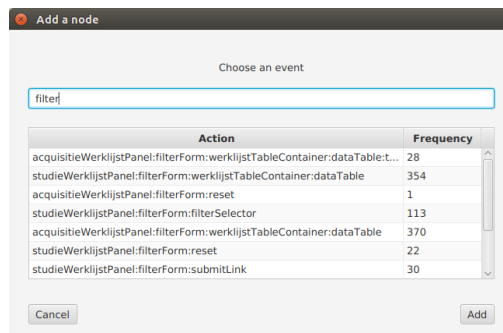 Add a node
Choose an event
filter
Action Frequency
acquisitieWerklijstPanel:filterForm:werklijstTableContainer:dataTable:t... 28
studieWerklijstPanel:filterForm:werklijstTableContainer:dataTable 354
acquisitieWerklijstPanel:filterForm:reset 1
studieWerklijstPanel:filterForm:filterSelector 113
acquisitieWerklijstPanel:filterForm:werklijstTableContainer:dataTable 370
studieWerklijstPanel:filterForm:reset 22
studieWerklijstPanel:filterForm:submitLink 30
Cancel Add